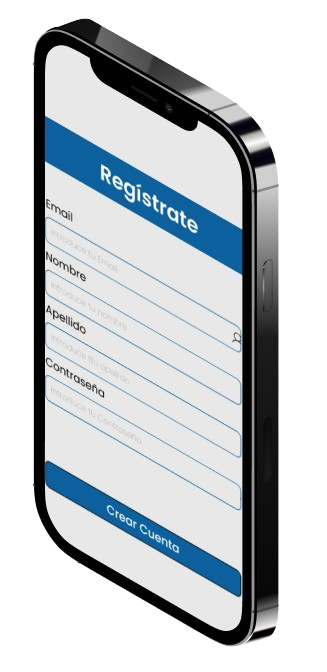 Regístrate
Email
Introduce tu Email
Nombre
Introduce tu nombre
Apellido
Introduce tu apellido
Contraseña
Introduce tu Contraseña
Crear Cuenta